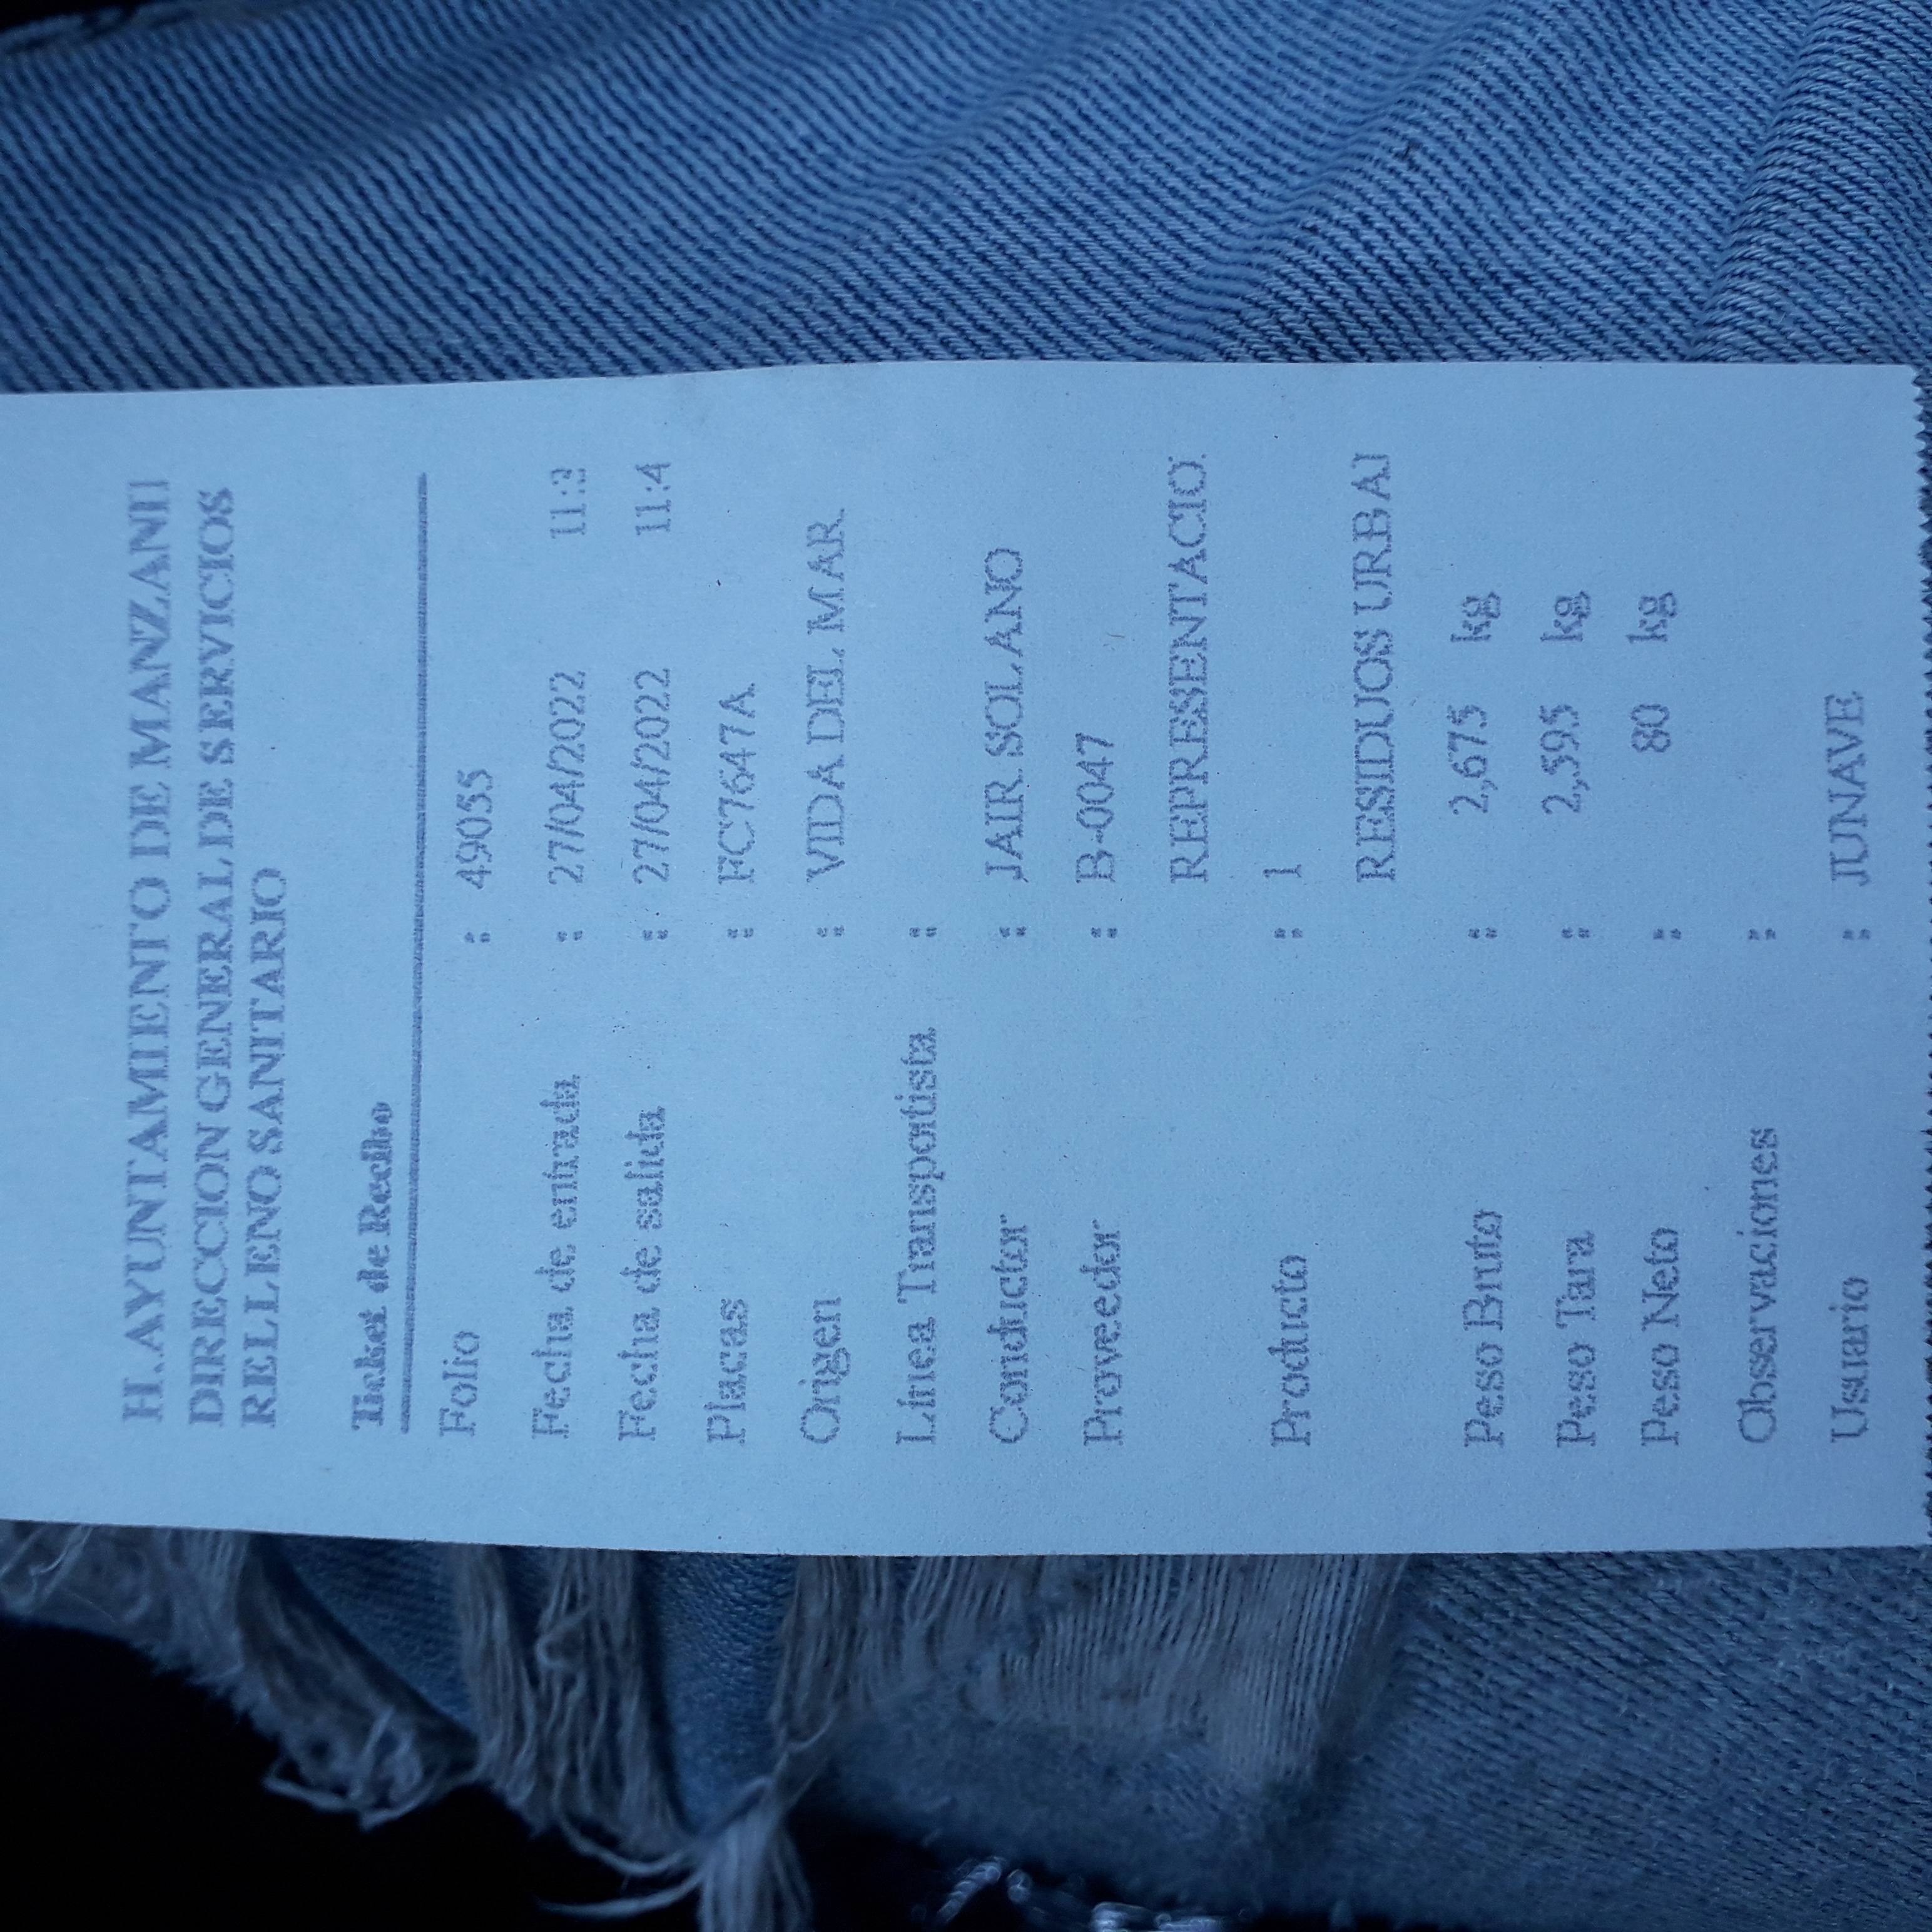 H. AYUNTAMIENTO DE MANZANI
DIRECCION GENERAL DE SERVICIOS
RELLENO SANITARIO
Ticket de Recibo
Folio : 49055
Fecha de entrada : 27/04/2022 11:3
Fecha de salida : 27/04/2022 11:4
Placas : FC7647A
Origen : VIDA DEL MAR
Línea Transportista :
Conductor : JAIR SOLANO
Proveedor : B-0047
REPRESENTACIO
Producto : 1
RESIDUOS URBA
Peso Bruto : 2,675 kg
Peso Tara : 2,595 kg
Peso Neto : 80 kg
Observaciones :
Usuario : JUNAVE